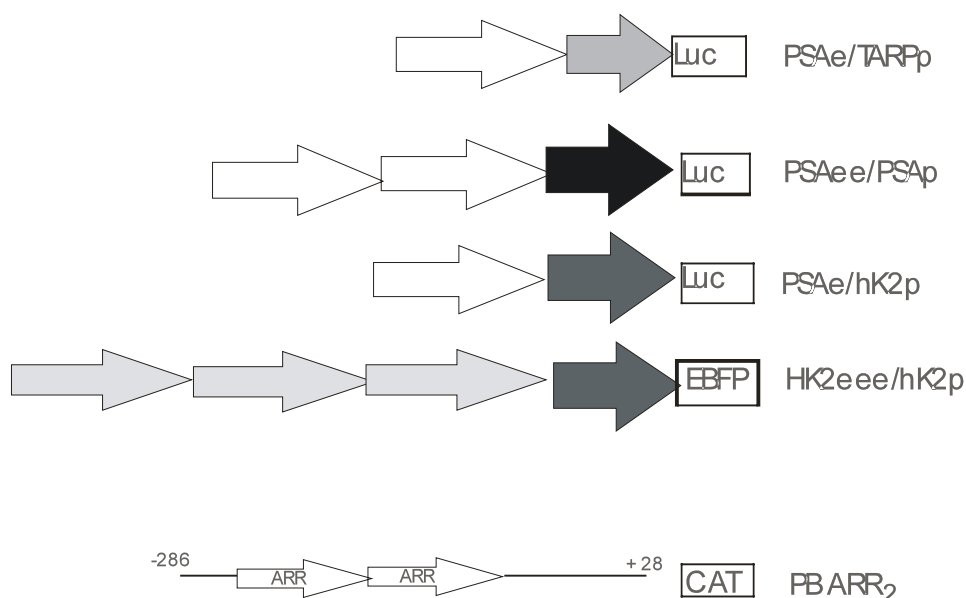 Luc PSAe/TARPp
Luc PSAee/PSAp
Luc PSAe/hK2p
EBFP HK2eee/hK2p
-286 ARR ARR +28 CAT PBARR2